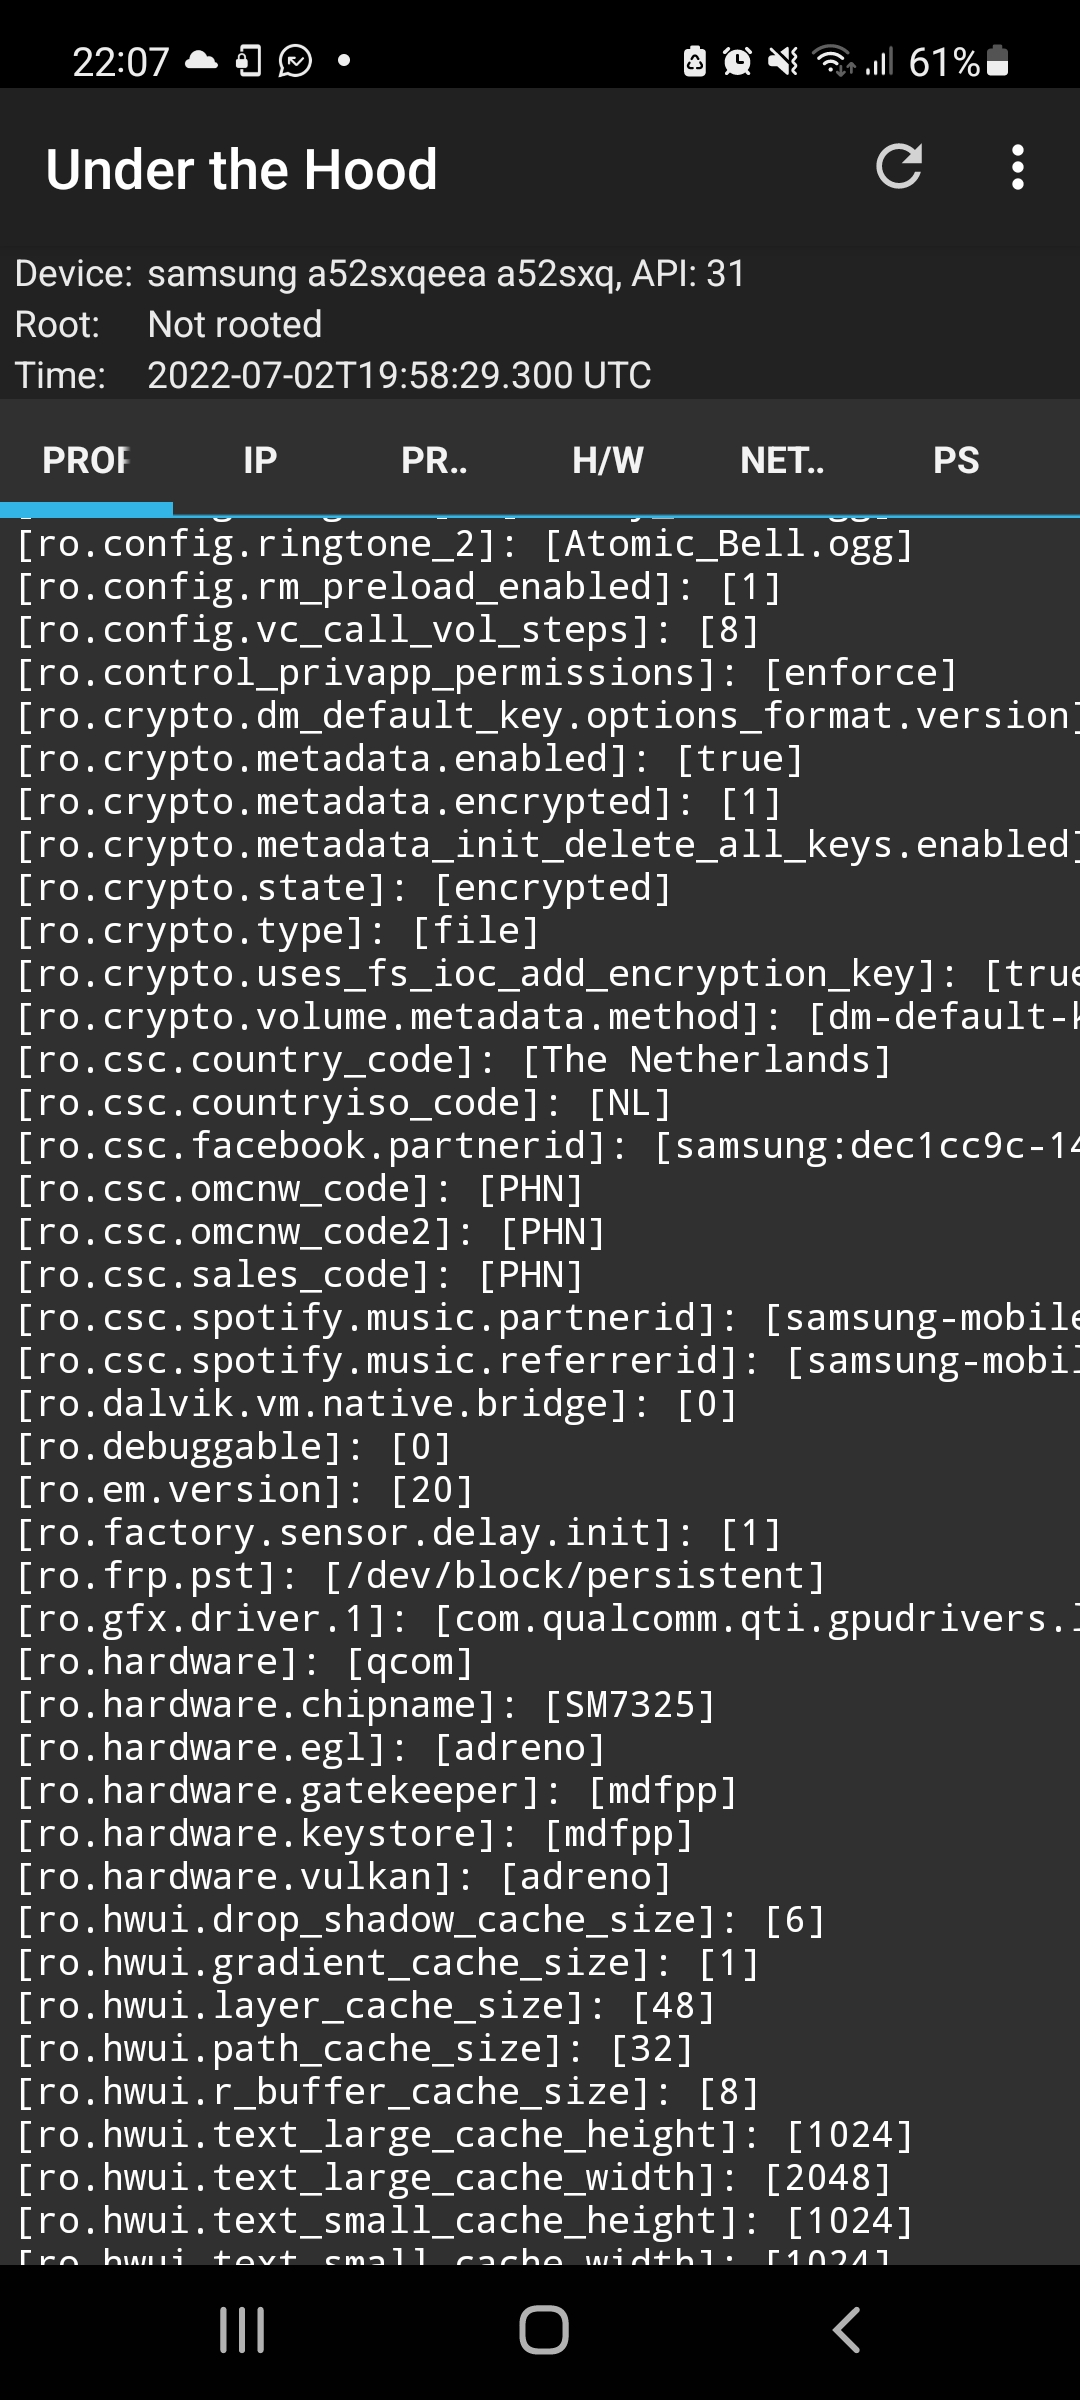 22:07 61%
Under the Hood
Device: samsung a52sxqeea a52sxq, API: 31
Root: Not rooted
Time: 2022-07-02T19:58:29.300 UTC
PROP IP PR.. H/W NET.. PS
[ro.config.ringtone_2]: [Atomic_Bell.ogg]
[ro.config.rm_preload_enabled]: [1]
[ro.config.vc_call_vol_steps]: [8]
[ro.control_privapp_permissions]: [enforce]
[ro.crypto.dm_default_key.options_format.version]
[ro.crypto.metadata.enabled]: [true]
[ro.crypto.metadata.encrypted]: [1]
[ro.crypto.metadata_init_delete_all_keys.enabled]
[ro.crypto.state]: [encrypted]
[ro.crypto.type]: [file]
[ro.crypto.uses_fs_ioc_add_encryption_key]: [true
[ro.crypto.volume.metadata.method]: [dm-default-k
[ro.csc.country_code]: [The Netherlands]
[ro.csc.countryiso_code]: [NL]
[ro.csc.facebook.partnerid]: [samsung:dec1cc9c-14
[ro.csc.omcnw_code]: [PHN]
[ro.csc.omcnw_code2]: [PHN]
[ro.csc.sales_code]: [PHN]
[ro.csc.spotify.music.partnerid]: [samsung-mobile
[ro.csc.spotify.music.referrerid]: [samsung-mobil
[ro.dalvik.vm.native.bridge]: [0]
[ro.debuggable]: [0]
[ro.em.version]: [20]
[ro.factory.sensor.delay.init]: [1]
[ro.frp.pst]: [/dev/block/persistent]
[ro.gfx.driver.1]: [com.qualcomm.qti.gpudrivers.l
[ro.hardware]: [qcom]
[ro.hardware.chipname]: [SM7325]
[ro.hardware.egl]: [adreno]
[ro.hardware.gatekeeper]: [mdfpp]
[ro.hardware.keystore]: [mdfpp]
[ro.hardware.vulkan]: [adreno]
[ro.hwui.drop_shadow_cache_size]: [6]
[ro.hwui.gradient_cache_size]: [1]
[ro.hwui.layer_cache_size]: [48]
[ro.hwui.path_cache_size]: [32]
[ro.hwui.r_buffer_cache_size]: [8]
[ro.hwui.text_large_cache_height]: [1024]
[ro.hwui.text_large_cache_width]: [2048]
[ro.hwui.text_small_cache_height]: [1024]
[ro.hwui.text_small_cache_width]: [1024]